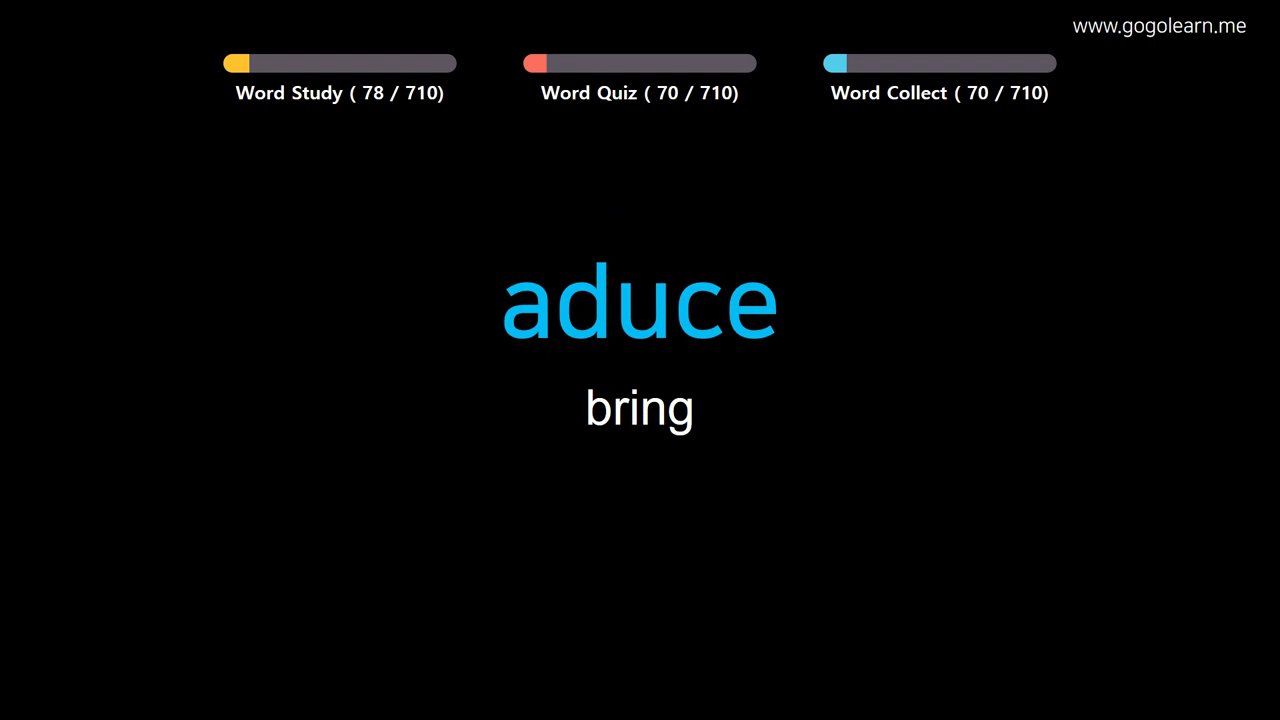 www.gogolearn.me
Word Study ( 78 / 710)
Word Quiz ( 70 / 710)
Word Collect ( 70 / 710)
aduce
bring